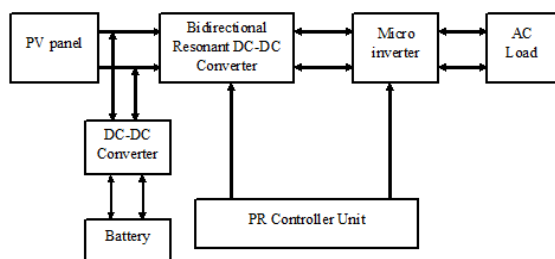 PV panel
Bidirectional
Resonant DC-DC
Converter
Micro
inverter
AC
Load
DC-DC
Converter
Battery
PR Controller Unit